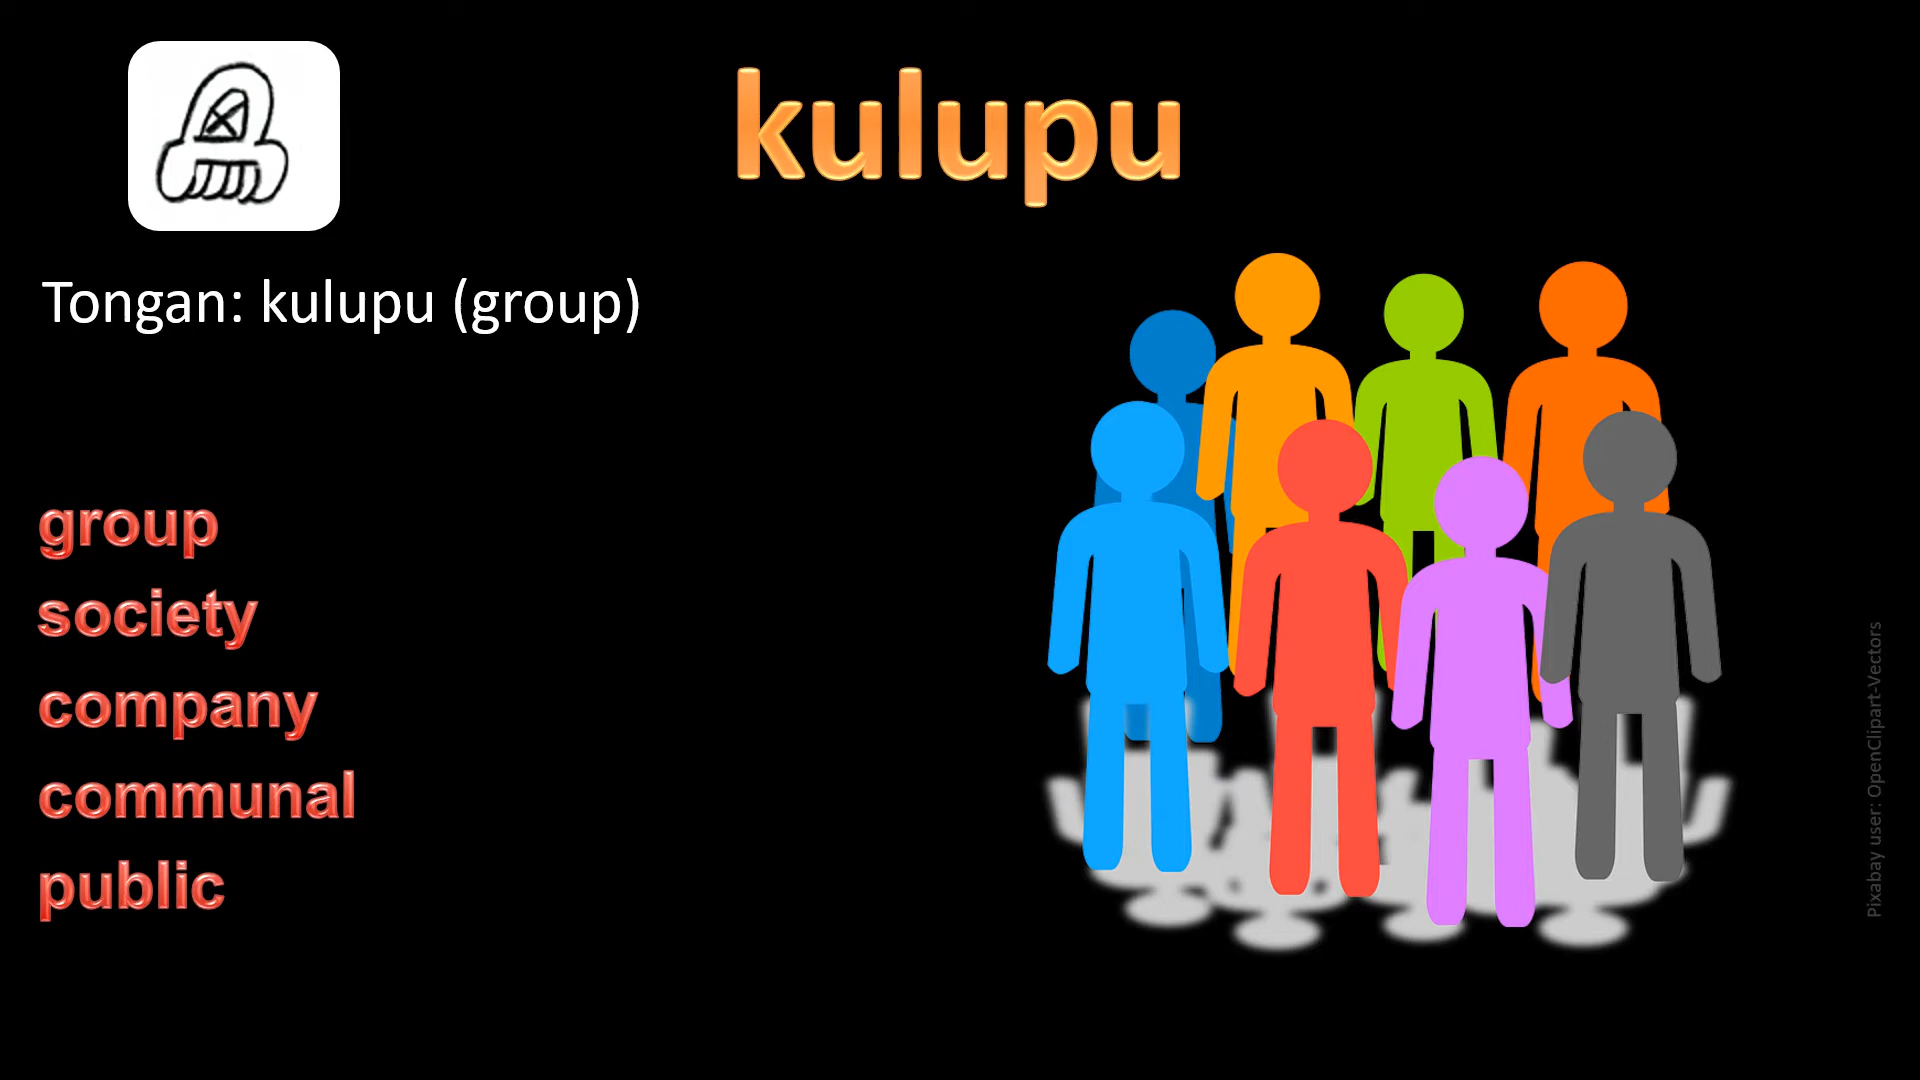 kulupu
Tongan: kulupu (group)
group
society
company
communal
public
Pixabay user: OpenClipart-Vectors